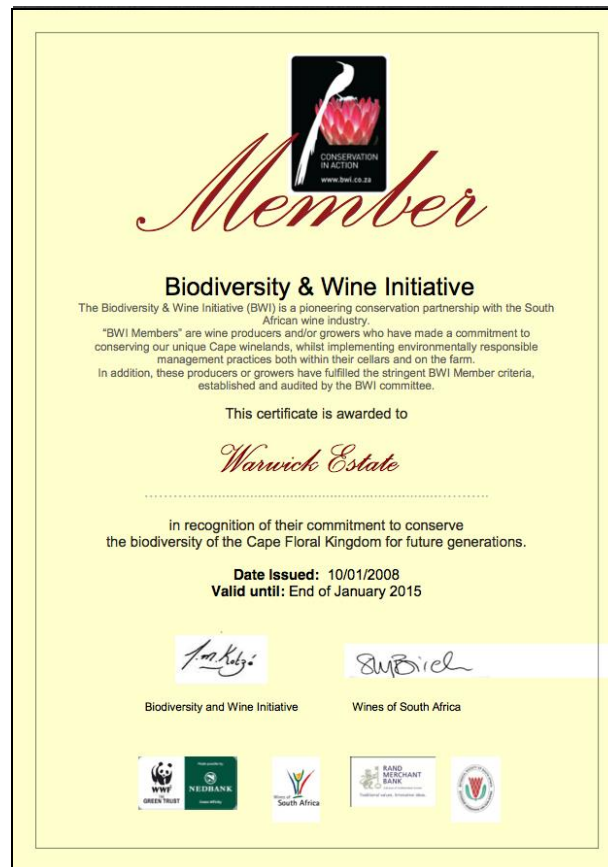 CONSERVATION
IN ACTION
www.bwi.co.za
Member
Biodiversity & Wine Initiative
The Biodiversity & Wine Initiative (BWI) is a pioneering conservation partnership with the South
African wine industry.
"BWI Members" are wine producers and/or growers who have made a commitment to
conserving our unique Cape winelands, whilst implementing environmentally responsible
management practices both within their cellars and on the farm.
In addition, these producers or growers have fulfilled the stringent BWI Member criteria,
established and audited by the BWI committee.
This certificate is awarded to
Warwick Estate
in recognition of their commitment to conserve
the biodiversity of the Cape Floral Kingdom for future generations.
Date Issued: 10/01/2008
Valid until: End of January 2015
Biodiversity and Wine Initiative
Wines of South Africa
WWF
GREEN TRUST
NEDBANK
Wines of
South Africa
RAND
MERCHANT
BANK
Traditional values. Innovative ideas.